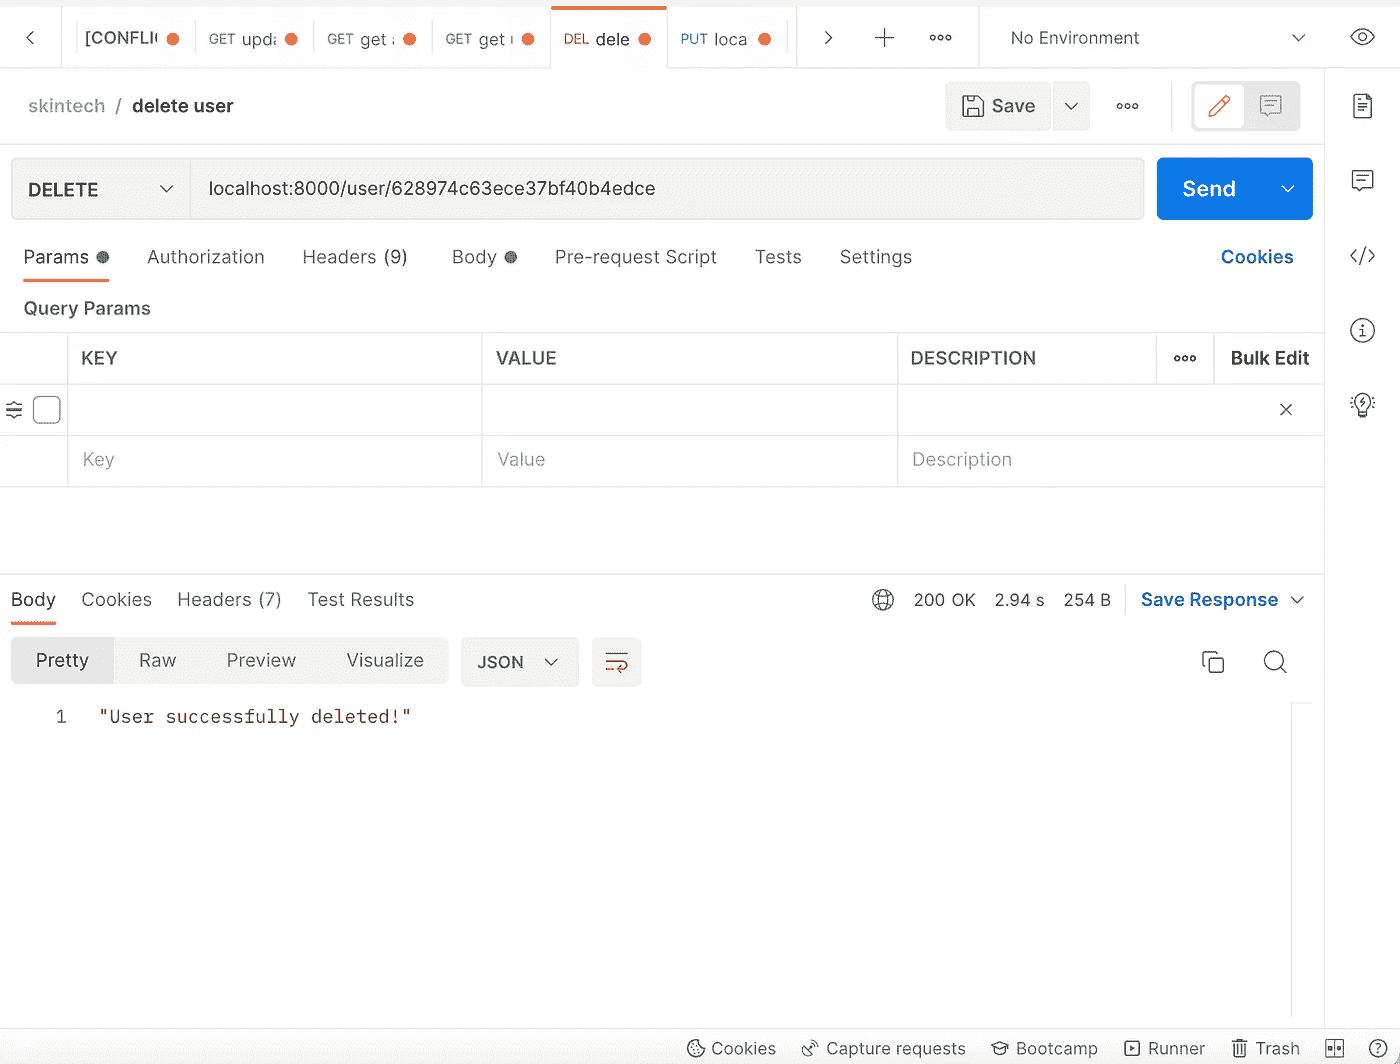 [CONFLI GET upda GET get GET get DEL dele PUT loca No Environment
skintech / delete user Save
DELETE localhost:8000/user/628974c63ece37bf40b4edce Send
Params Authorization Headers (9) Body Pre-request Script Tests Settings Cookies
Query Params
KEY VALUE DESCRIPTION Bulk Edit
Key Value Description
Body Cookies Headers (7) Test Results 200 OK 2.94 s 254 B Save Response
Pretty Raw Preview Visualize JSON
1 "User successfully deleted!"
Cookies Capture requests Bootcamp Runner Trash